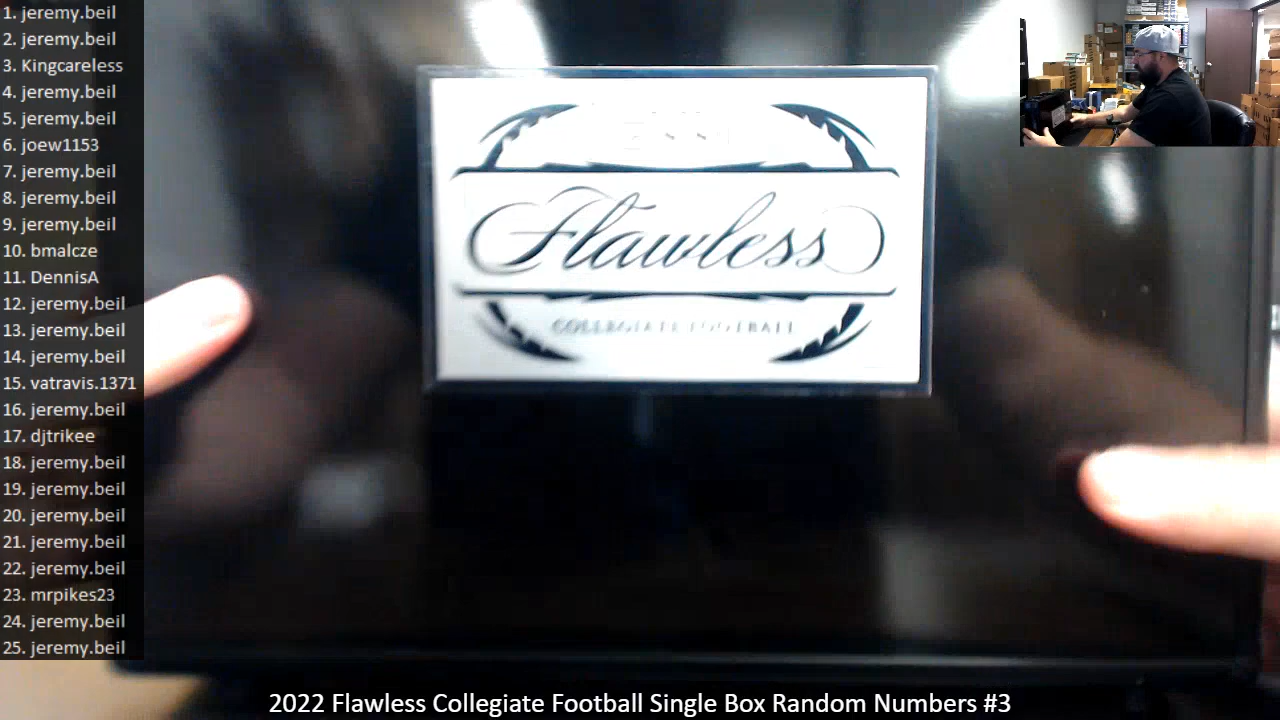 1. jeremy.beil
2. jeremy.beil
3. Kingcareless
4. jeremy.beil
5. jeremy.beil
6. joew1153
7. jeremy.beil
8. jeremy.beil
9. jeremy.beil
10. bmalcze
11. DennisA
12. jeremy.beil
13. jeremy.beil
14. jeremy.beil
15. vatravis.1371
16. jeremy.beil
17. djtrikee
18. jeremy.beil
19. jeremy.beil
20. jeremy.beil
21. jeremy.beil
22. jeremy.beil
23. mrpikes23
24. jeremy.beil
25. jeremy.beil
Flawless
COLLEGIATE FOOTBALL
2022 Flawless Collegiate Football Single Box Random Numbers #3